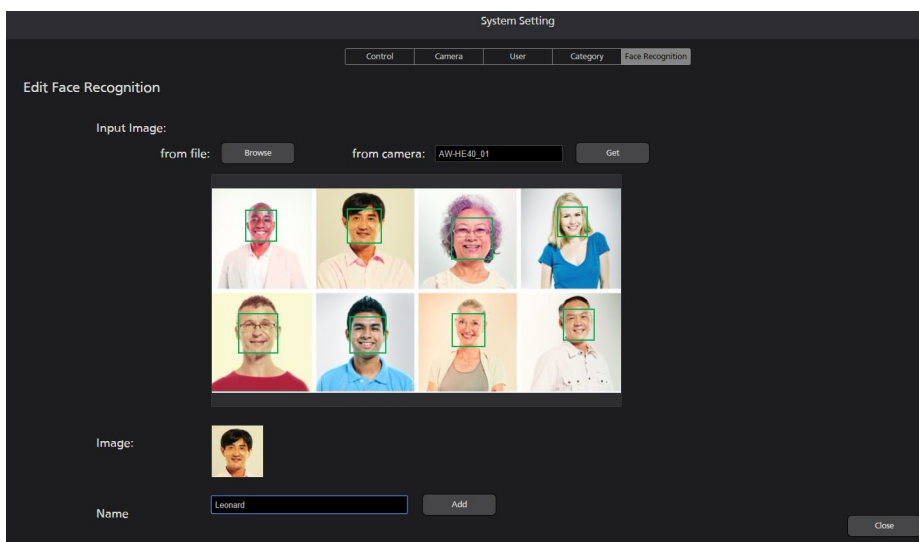 System Setting
Control Camera User Category Face Recognition
Edit Face Recognition
Input Image:
from file: Browse from camera: AW-HE40_01 Get
Image:
Name Leonard Add
Close